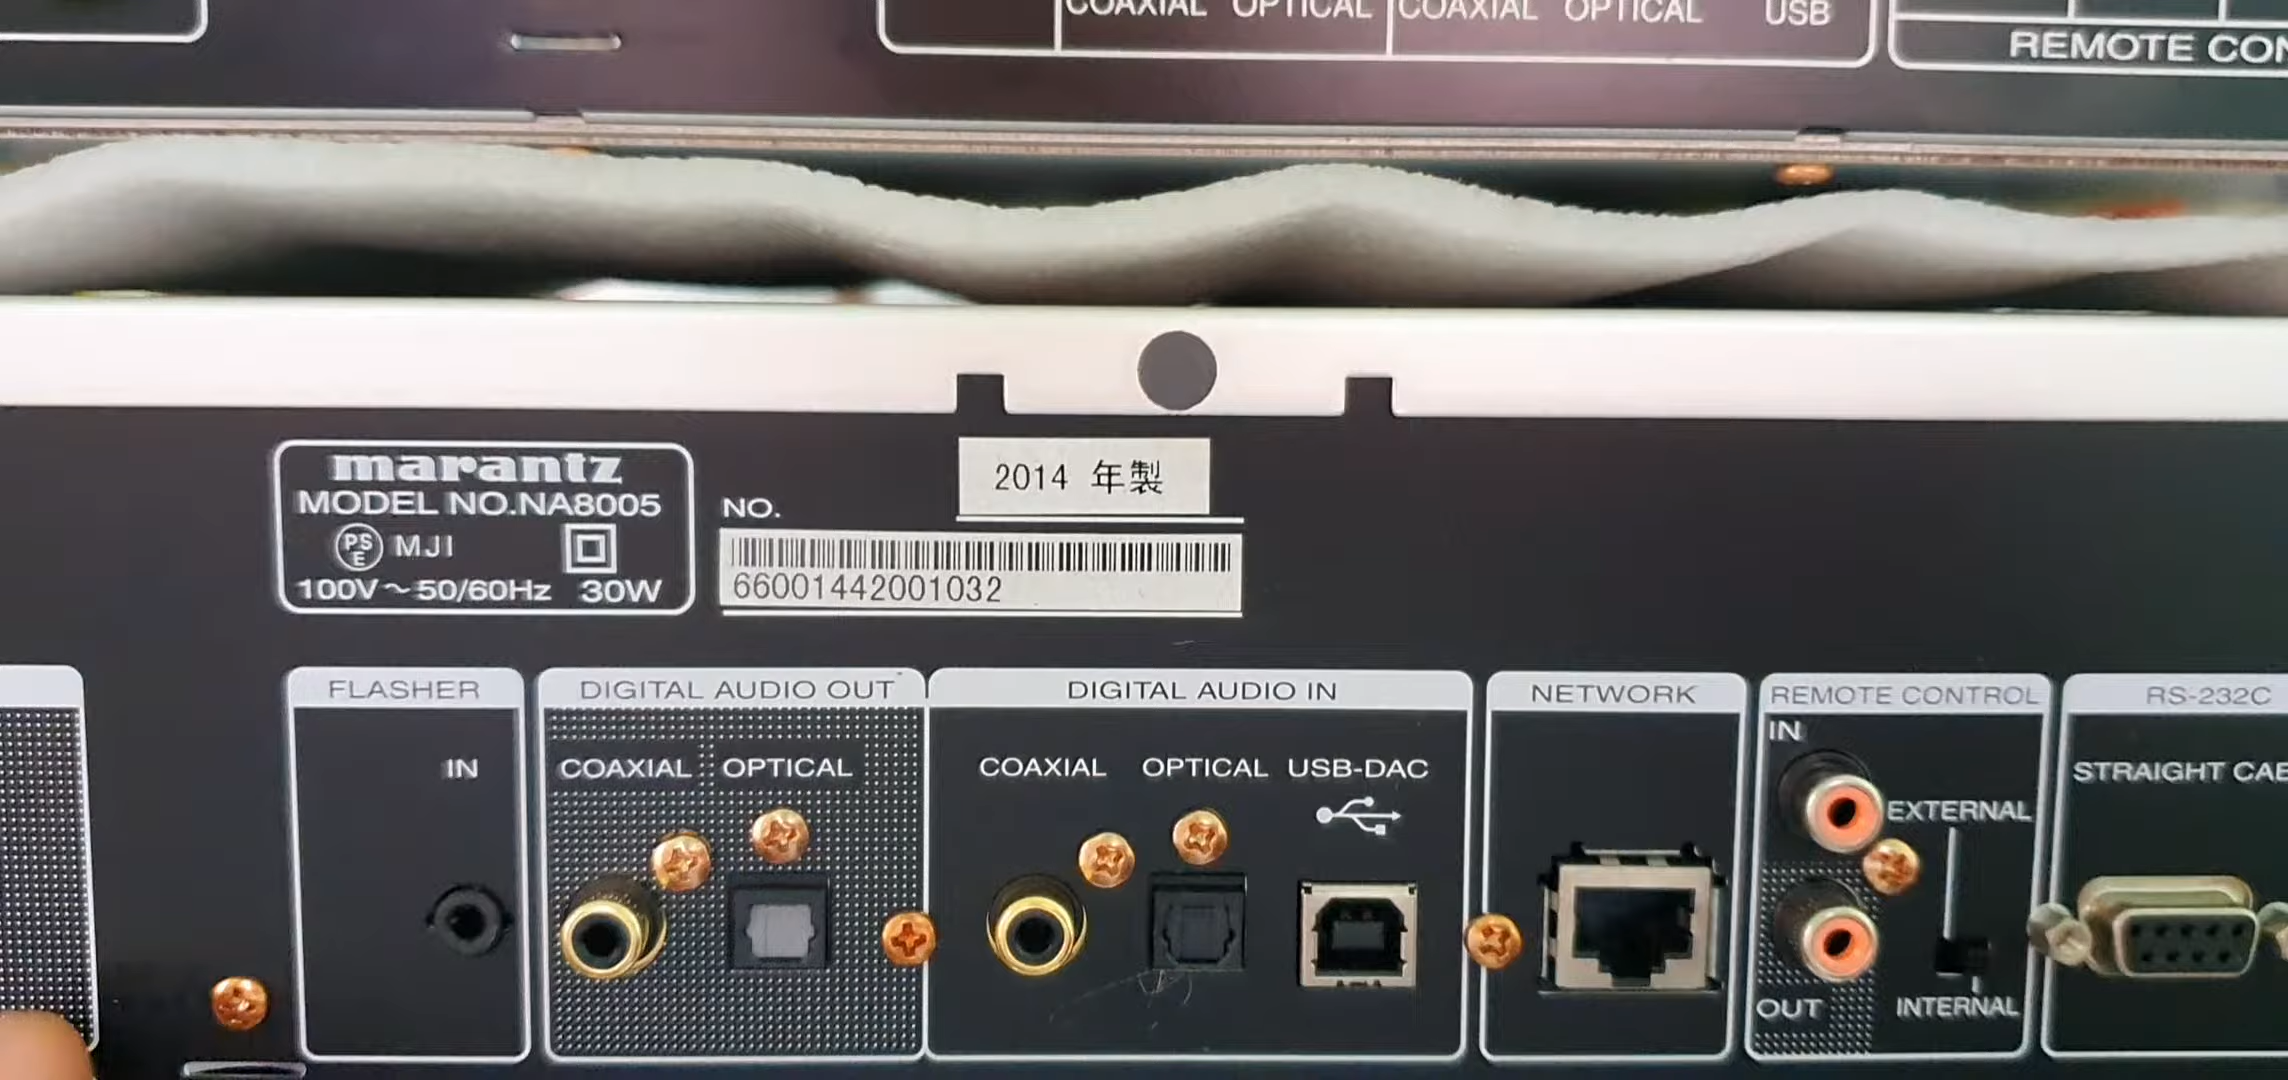 COAXIAL OPTICAL COAXIAL OPTICAL USB
REMOTE CON
marantz
MODEL NO.NA8005
PS E MJI
100V~50/60Hz 30W
NO.
2014 年製
66001442001032
FLASHER
DIGITAL AUDIO OUT
DIGITAL AUDIO IN
NETWORK
REMOTE CONTROL
RS-232C
IN
COAXIAL OPTICAL
COAXIAL OPTICAL USB-DAC
IN
EXTERNAL
OUT
INTERNAL
STRAIGHT CAB